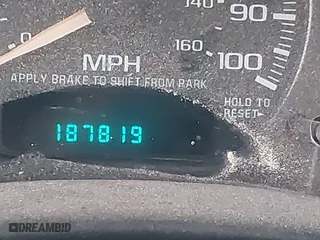 140 90
0
160 100
MPH
APPLY BRAKE TO SHIFT FROM PARK
HOLD TO
RESET
187819
DREAMBID